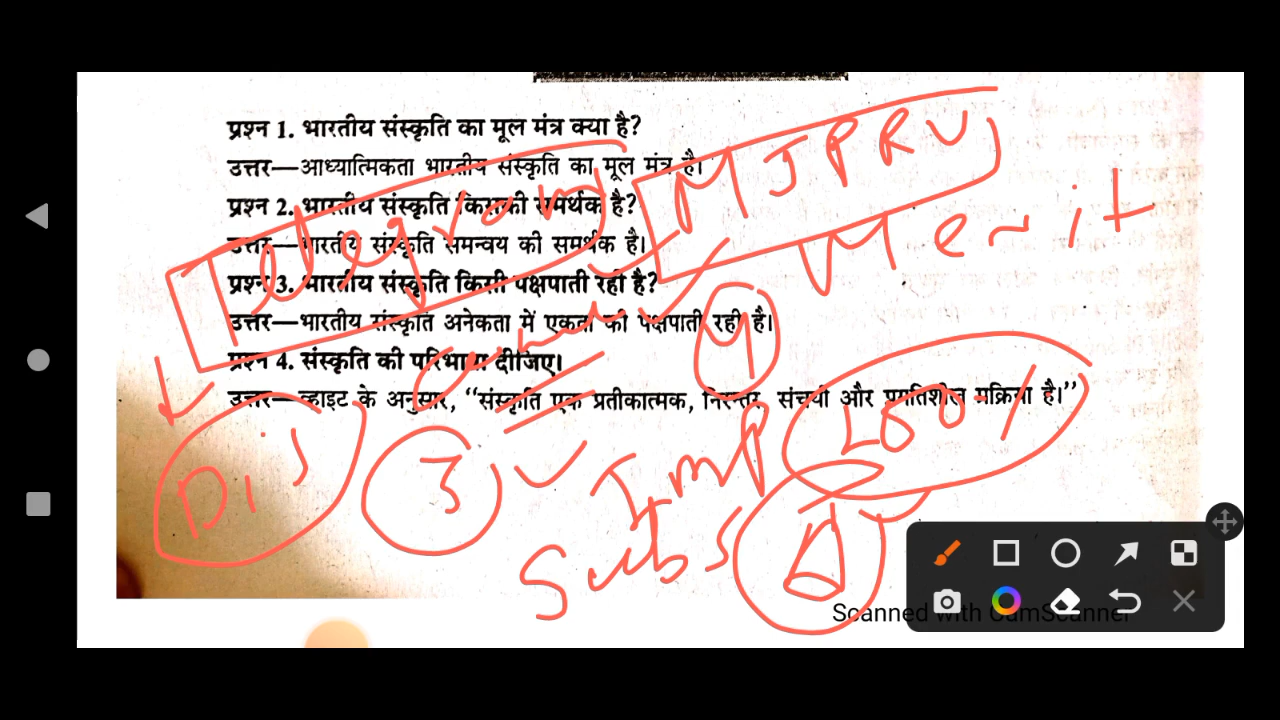 प्रश्न 1. भारतीय संस्कृति का मूल मंत्र क्या है?
उत्तर—आध्यात्मिकता भारतीय संस्कृति का मूल मंत्र है।
प्रश्न 2. भारतीय संस्कृति किसकी समर्थक है?
उत्तर—भारतीय संस्कृति समन्वय की समर्थक है।
प्रश्न 3. भारतीय संस्कृति किसी पक्षपाती रही है?
उत्तर—भारतीय संस्कृति अनेकता में एकता की पक्षपाती रही है।
प्रश्न 4. संस्कृति की परिभाषा दीजिए।
उत्तर— व्हाइट के अनुसार, “संस्कृति एक प्रतीकात्मक, निरन्तर, संचयी और प्रगतिशील प्रक्रिया है।”
MJPRU
Telegram
Merit
Dis
3
Imp
100%
Subs
Scanned with CamScanner